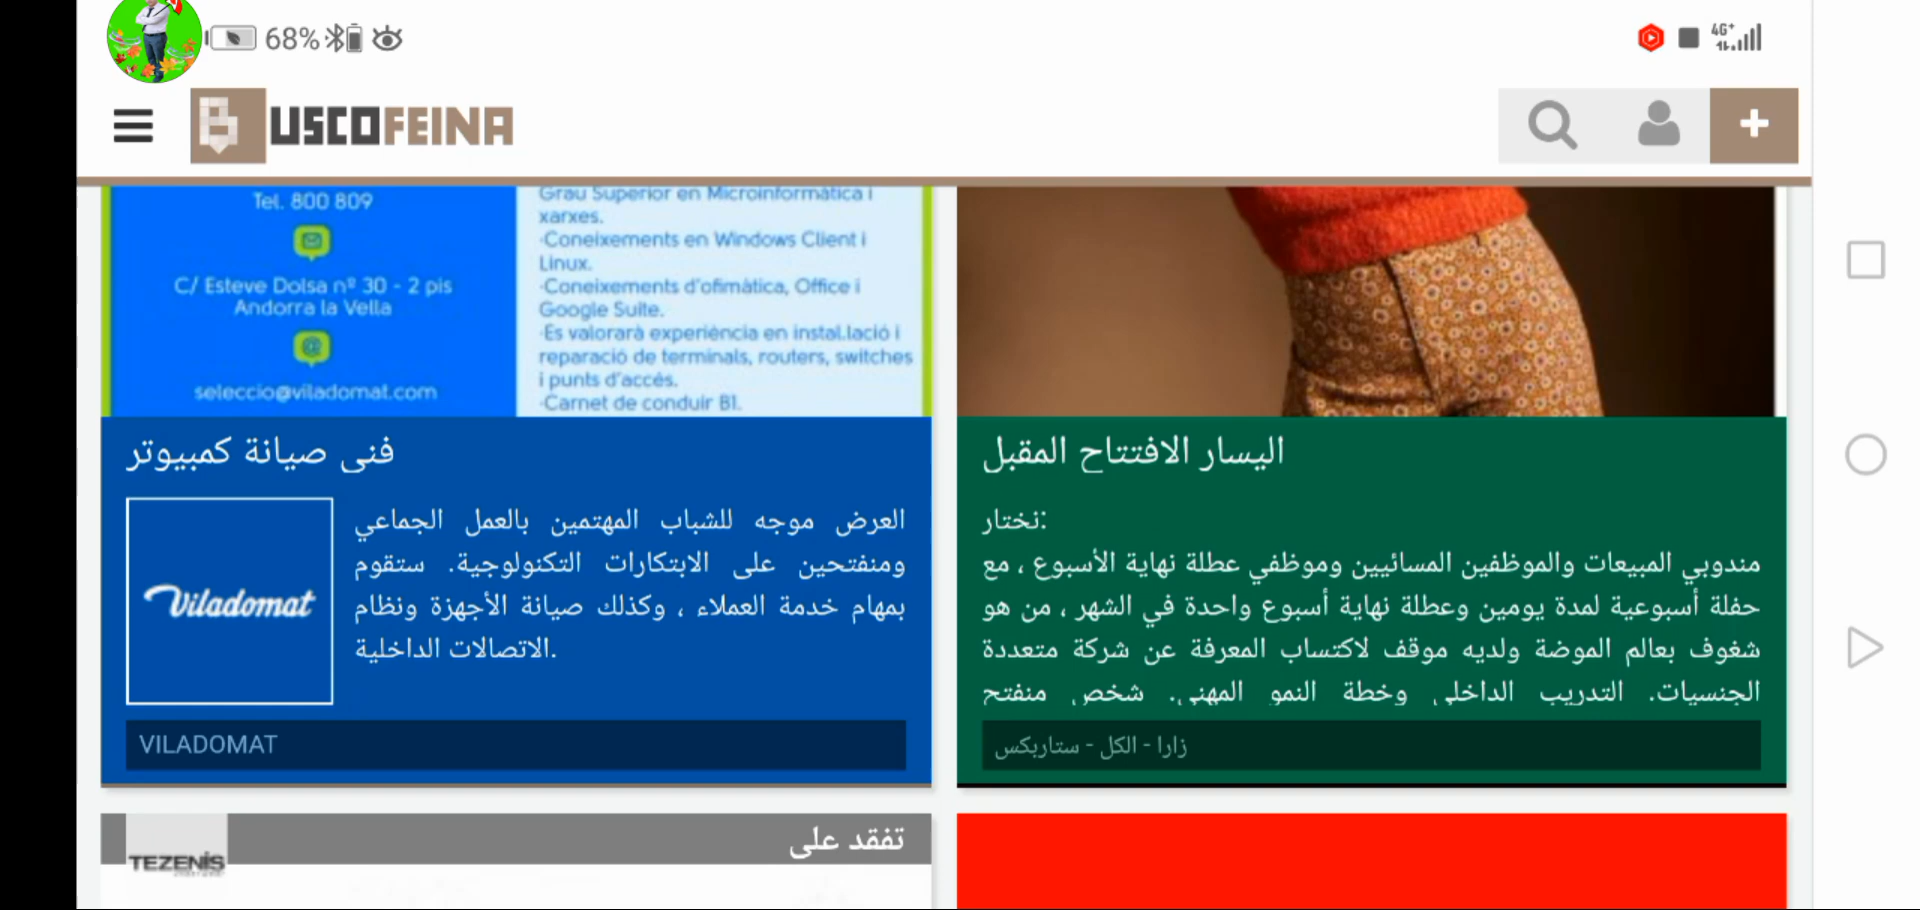 68%
4G+
BUSCOFEINA
Tel. 800 809
C/ Esteve Dolsa nº 30 - 2 pis
Andorra la Vella
seleccio@viladomat.com
Grau Superior en Microinformàtica i
xarxes.
·Coneixements en Windows Client i
Linux.
·Coneixements d'ofimàtica, Office i
Google Suite.
·Es valorarà experiència en instal.lació i
reparació de terminals, routers, switches
i punts d'accés.
·Carnet de conduir B1.
فني صيانة كمبيوتر
Viladomat
العرض موجه للشباب المهتمين بالعمل الجماعي
ومنفتحين على الابتكارات التكنولوجية. ستقوم
بمهام خدمة العملاء ، وكذلك صيانة الأجهزة ونظام
الاتصالات الداخلية.
VILADOMAT
اليسار الافتتاح المقبل
نختار:
مندوبي المبيعات والموظفين المسائيين وموظفي عطلة نهاية الأسبوع ، مع
حفلة أسبوعية لمدة يومين وعطلة نهاية أسبوع واحدة في الشهر ، من هو
شغوف بعالم الموضة ولديه موقف لاكتساب المعرفة عن شركة متعددة
الجنسيات. التدريب الداخلي وخطة النمو المهني. شخص منفتح
زارا - الكل - ستاربكس
TEZENIS
تفقد على